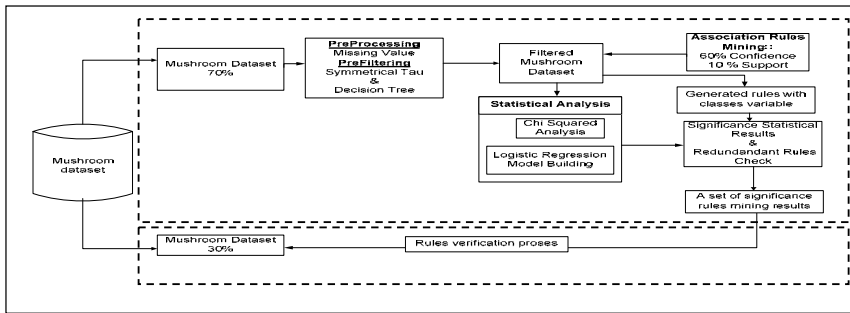 Mushroom
dataset
Mushroom Dataset
70%
PreProcessing
Missing Value
PreFiltering
Symmetrical Tau
&
Decision Tree
Filtered
Mushroom
Dataset
Association Rules
Mining::
60% Confidence
10 % Support
Generated rules with
classes variable
Statistical Analysis
Chi Squared
Analysis
Logistic Regression
Model Building
Significance Statistical
Results
&
Redundant Rules
Check
A set of significance
rules mining results
Mushroom Dataset
30%
Rules verification proses